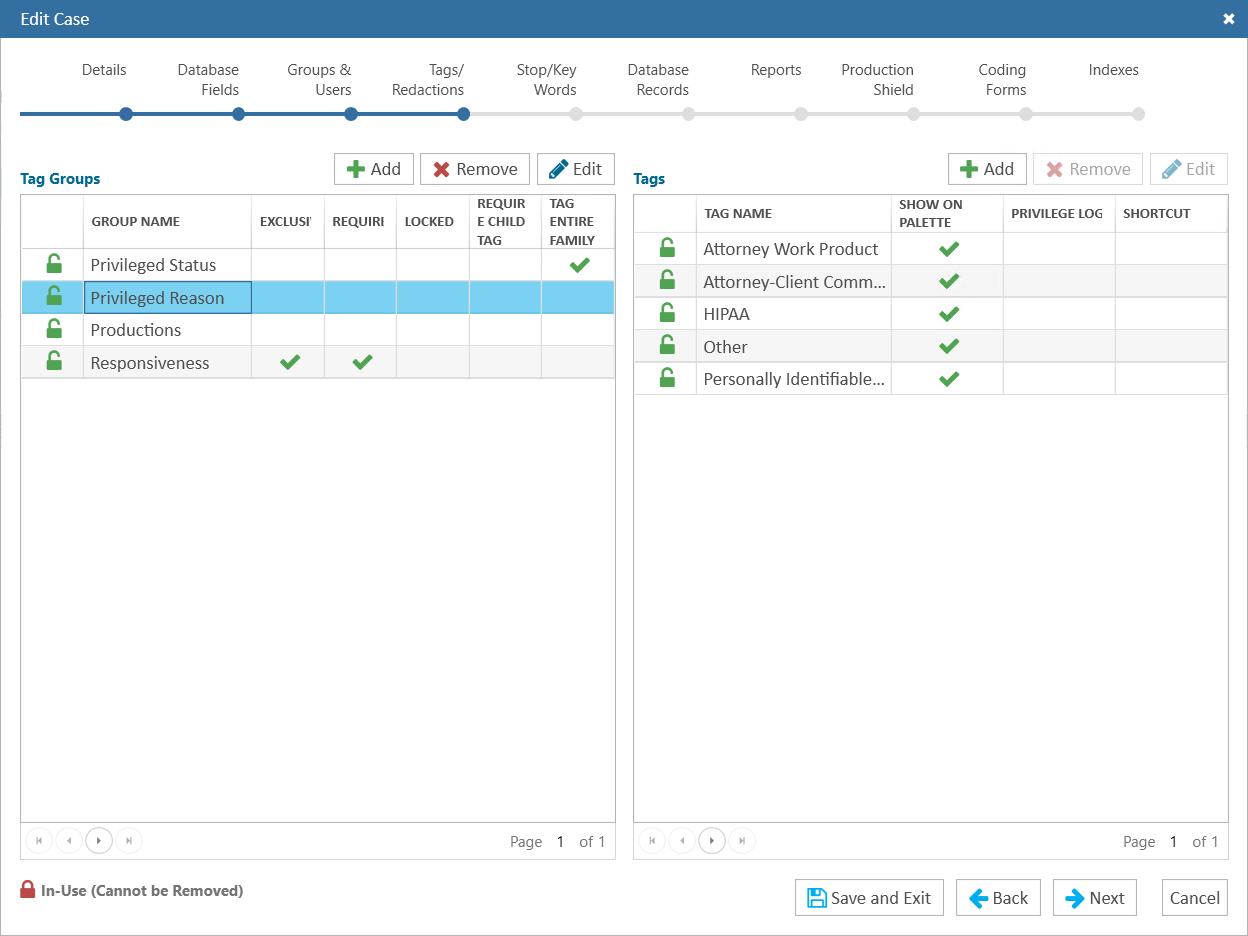 Edit Case
Details
Database
Fields
Groups &
Users
Tags/
Redactions
Stop/Key
Words
Database
Records
Reports
Production
Shield
Coding
Forms
Indexes
Tag Groups
Add
Remove
Edit
GROUP NAME
EXCLUSI
REQUIRI
LOCKED
REQUIR
E CHILD
TAG
TAG
ENTIRE
FAMILY
Privileged Status
Privileged Reason
Productions
Responsiveness
Page 1 of 1
Tags
Add
Remove
Edit
TAG NAME
SHOW ON
PALETTE
PRIVILEGE LOG
SHORTCUT
Attorney Work Product
Attorney-Client Comm...
HIPAA
Other
Personally Identifiable...
Page 1 of 1
In-Use (Cannot be Removed)
Save and Exit
Back
Next
Cancel